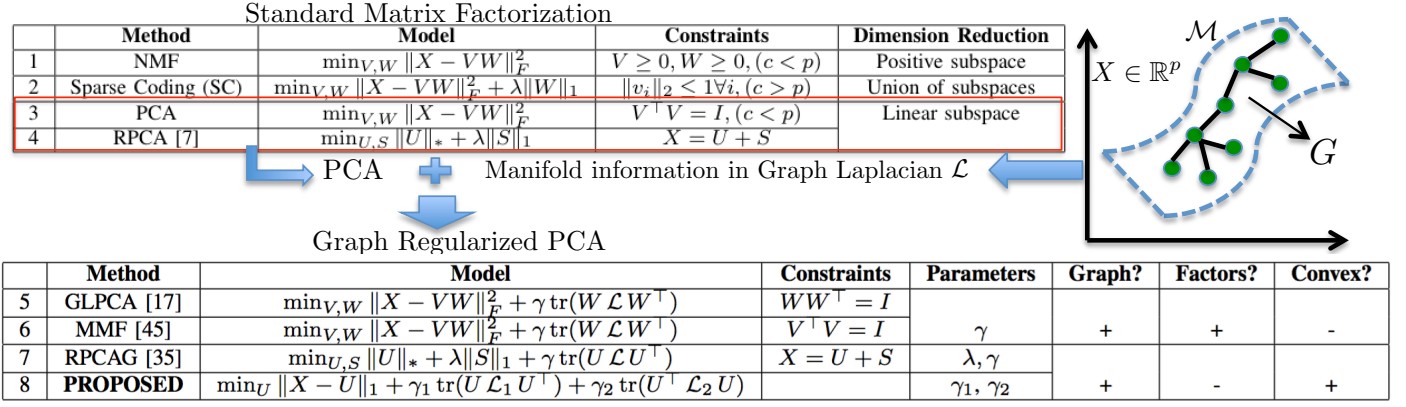 Standard Matrix Factorization
Method Model Constraints Dimension Reduction
1 NMF min_{V,W} ‖X − VW‖²_F V ≥ 0, W ≥ 0, (c < p) Positive subspace
2 Sparse Coding (SC) min_{V,W} ‖X − VW‖²_F + λ‖W‖₁ ‖v_i‖₂ ≤ 1∀i, (c > p) Union of subspaces
3 PCA min_{V,W} ‖X − VW‖²_F V^⊤V = I, (c < p) Linear subspace
4 RPCA [7] min_{U,S} ‖U‖_* + λ‖S‖₁ X = U + S
M
X ∈ ℝ^p
G
PCA Manifold information in Graph Laplacian ℒ
Graph Regularized PCA
Method Model Constraints Parameters Graph? Factors? Convex?
5 GLPCA [17] min_{V,W} ‖X − VW‖²_F + γ tr(W ℒ W^⊤) WW^⊤ = I
6 MMF [45] min_{V,W} ‖X − VW‖²_F + γ tr(W ℒ W^⊤) V^⊤V = I γ + + -
7 RPCAG [35] min_{U,S} ‖U‖_* + λ‖S‖₁ + γ tr(U ℒ U^⊤) X = U + S λ, γ
8 PROPOSED min_U ‖X − U‖₁ + γ₁ tr(U ℒ₁ U^⊤) + γ₂ tr(U^⊤ ℒ₂ U) γ₁, γ₂ + - +